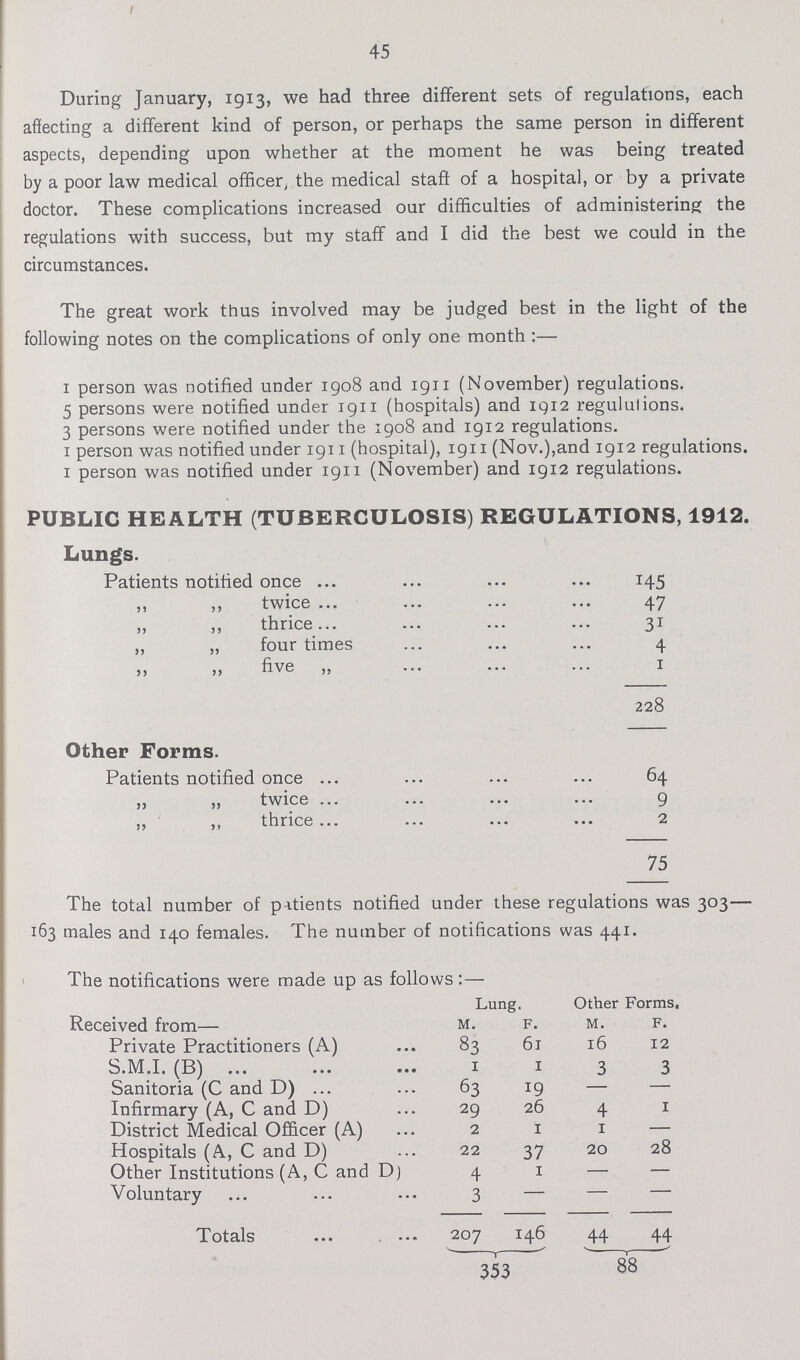 45
During January, 1913, we had three different sets of regulations, each
affecting a different kind of person, or perhaps the same person in different
aspects, depending upon whether at the moment he was being treated
by a poor law medical officer, the medical staff of a hospital, or by a private
doctor. These complications increased our difficulties of administering the
regulations with success, but my staff and I did the best we could in the
circumstances.
The great work thus involved may be judged best in the light of the
following notes on the complications of only one month :—
1 person was notified under 1908 and 1911 (November) regulations.
5 persons were notified under 1911 (hospitals) and 1912 regululions.
3 persons were notified under the 1908 and 1912 regulations.
1 person was notified under 1911 (hospital), 1911 (Nov.),and 1912 regulations.
1 person was notified under 1911 (November) and 1912 regulations.
PUBLIC HEALTH (TUBERCULOSIS) REGULATIONS, 1912.
Lungs.
Patients notified once ... ... ... ... 145
,, ,, twice ... ... ... ... 47
,, ,, thrice ... ... ... ... 31
,, ,, four times ... ... ... 4
,, ,, five ,, ... ... ... 1
228
Other Forms.
Patients notified once ... ... ... ... 64
,, ,, twice ... ... ... ... 9
,, ,, thrice ... ... ... ... 2
75
The total number of patients notified under these regulations was 303—
163 males and 140 females. The number of notifications was 441.
The notifications were made up as follows :—
Lung. Other Forms.
Received from— M. F. M. F.
Private Practitioners (A) ... 83 61 16 12
S.M.I. (B) ... ... ... 1 1 3 3
Sanitoria (C and D) ... ... 63 19 — —
Infirmary (A, C and D) ... 29 26 4 1
District Medical Officer (A) ... 2 1 1 —
Hospitals (A, C and D) ... 22 37 20 28
Other Institutions (A, C and D) 4 1 — —
Voluntary ... ... ... 3 — — —
Totals ... ... 207 146 44 44
353 88